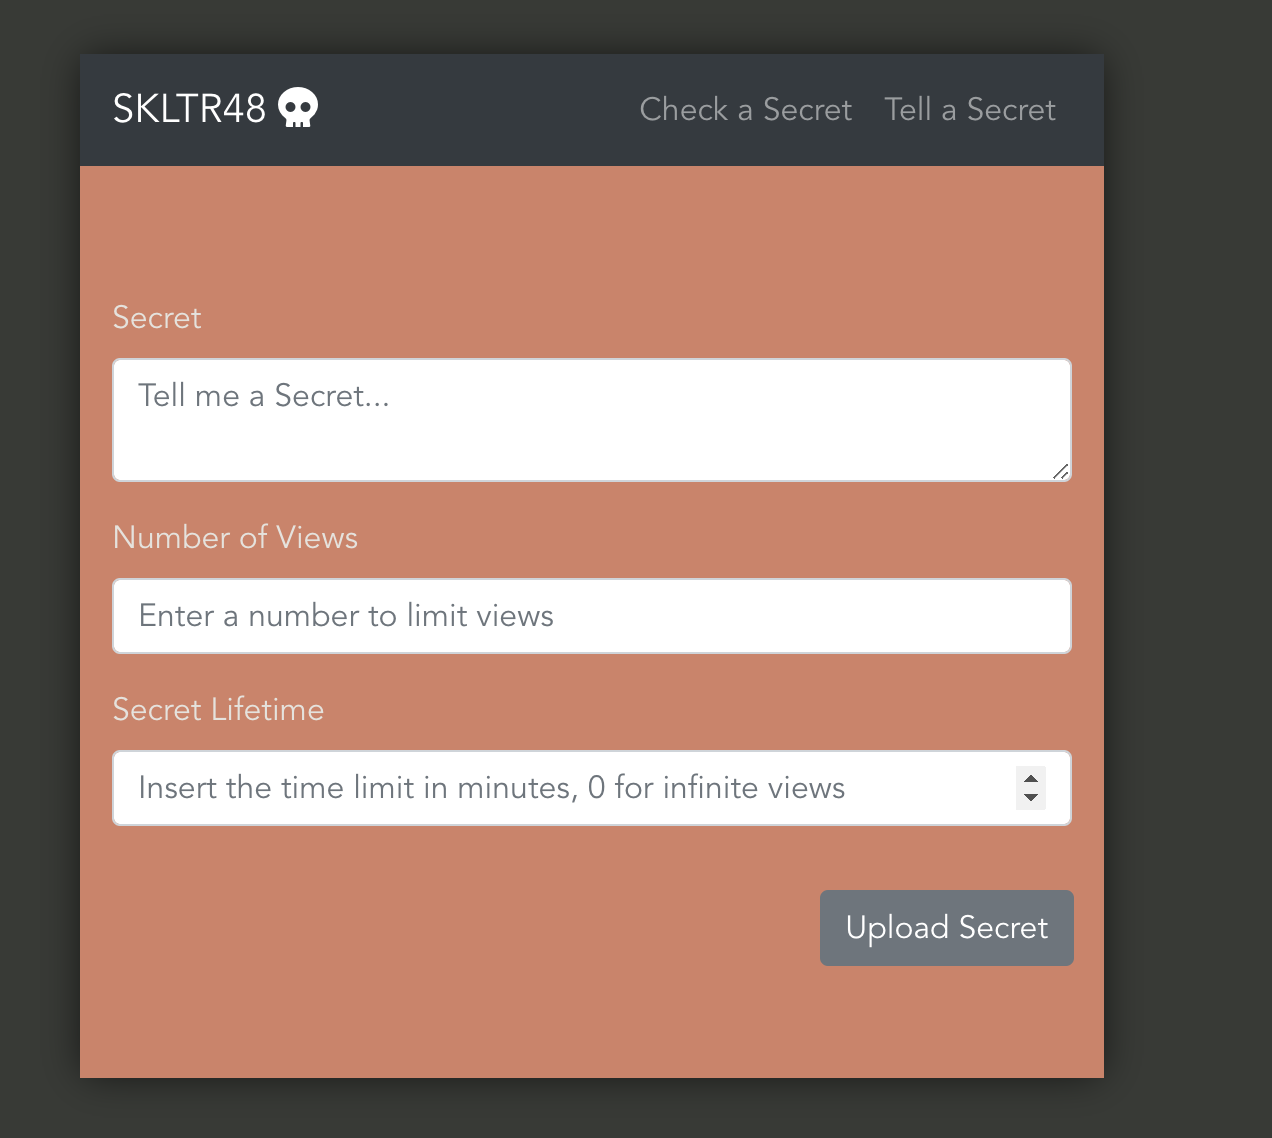 SKLTR48
Check a Secret
Tell a Secret
Secret
Tell me a Secret...
Number of Views
Enter a number to limit views
Secret Lifetime
Insert the time limit in minutes, 0 for infinite views
Upload Secret